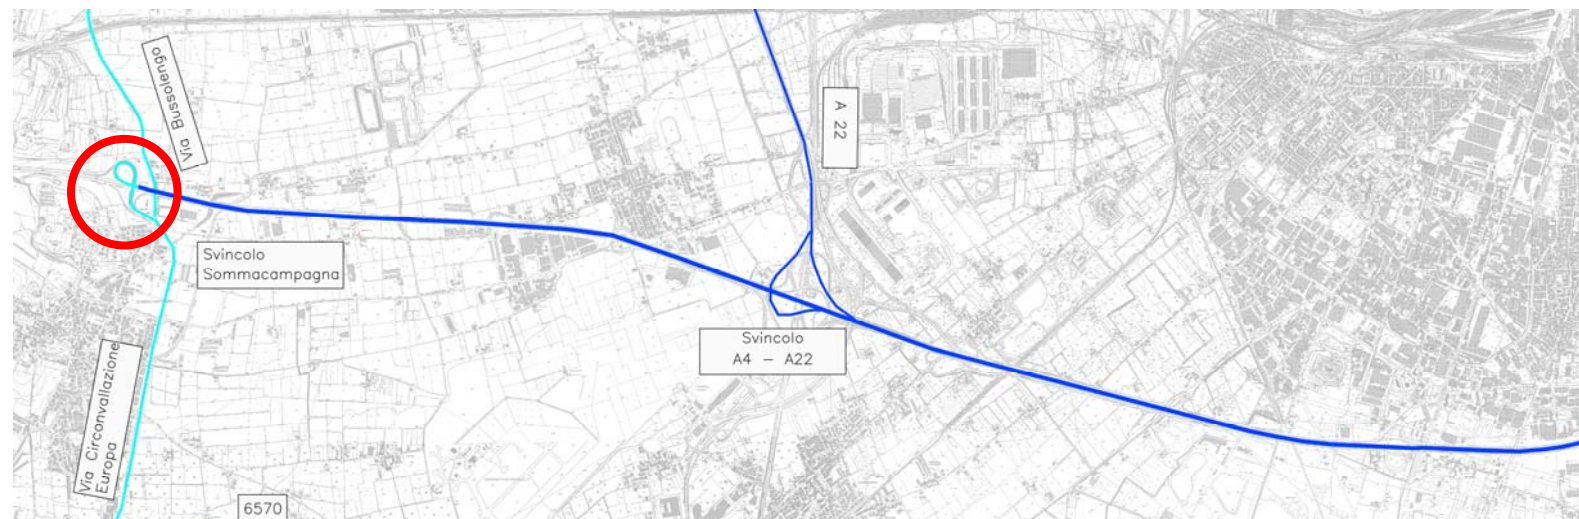 Via Bussolengo
A 22
Svincolo
Sommacampagna
Svincolo
A4 – A22
Via Circonvallazione
Europa
6570